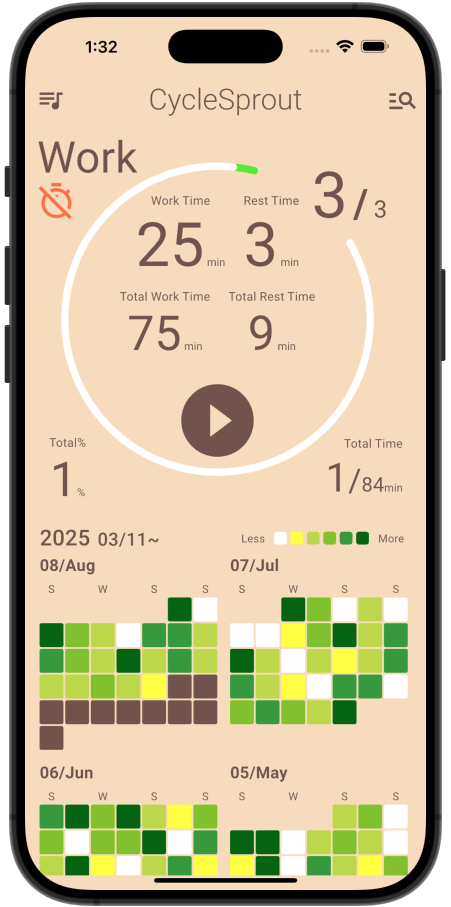 1:32
CycleSprout
Work
3/3
Work Time Rest Time
25 min 3 min
Total Work Time Total Rest Time
75 min 9 min
Total% Total Time
1 % 1/84min
2025 03/11~ Less More
08/Aug 07/Jul
S W S S S W S S
06/Jun 05/May
S W S S S W S S